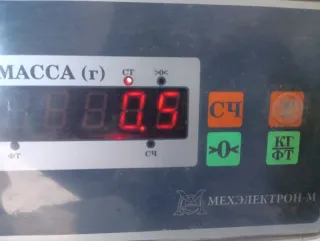 МАССА (г) СТ >0<
0.5
ФТ СЧ
СЧ
>0< КГ
ФТ
МЕХЭЛЕКТРОН-М